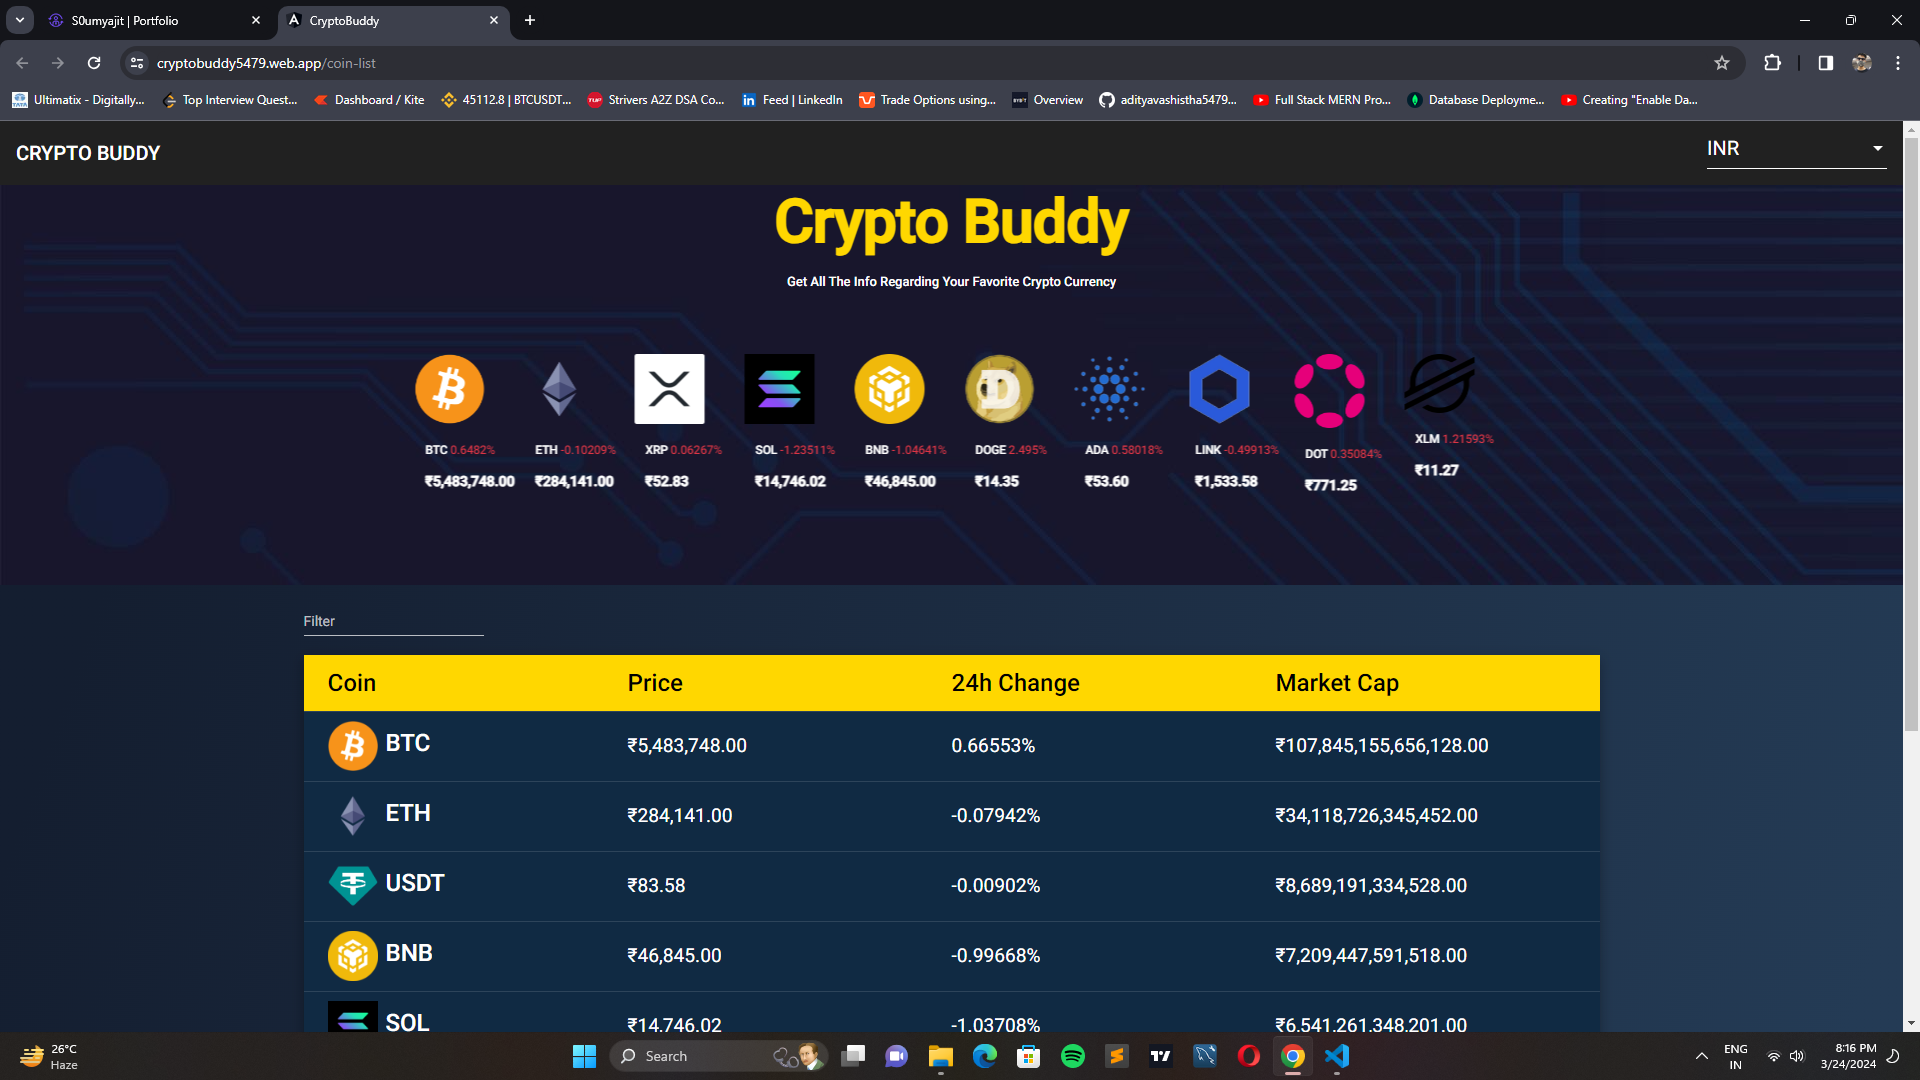 S0umyajit | Portfolio
CryptoBuddy
cryptobuddy5479.web.app/coin-list
Ultimatix - Digitally...
Top Interview Quest...
Dashboard / Kite
45112.8 | BTCUSDT...
Strivers A2Z DSA Co...
Feed | LinkedIn
Trade Options using...
Overview
adityavashistha5479...
Full Stack MERN Pro...
Database Deployme...
Creating "Enable Da...
CRYPTO BUDDY
INR
Crypto Buddy
Get All The Info Regarding Your Favorite Crypto Currency
BTC 0.6482%
₹5,483,748.00
ETH -0.10209%
₹284,141.00
XRP 0.06267%
₹52.83
SOL -1.23511%
₹14,746.02
BNB -1.04641%
₹46,845.00
DOGE 2.495%
₹14.35
ADA 0.58018%
₹53.60
LINK -0.49913%
₹1,533.58
DOT 0.35084%
₹771.25
XLM 1.21593%
₹11.27
Filter
Coin Price 24h Change Market Cap
BTC ₹5,483,748.00 0.66553% ₹107,845,155,656,128.00
ETH ₹284,141.00 -0.07942% ₹34,118,726,345,452.00
USDT ₹83.58 -0.00902% ₹8,689,191,334,528.00
BNB ₹46,845.00 -0.99668% ₹7,209,447,591,518.00
SOL ₹14,746.02 -1.03708% ₹6,541,261,348,201.00
26°C
Haze
Search
ENG
IN
8:16 PM
3/24/2024